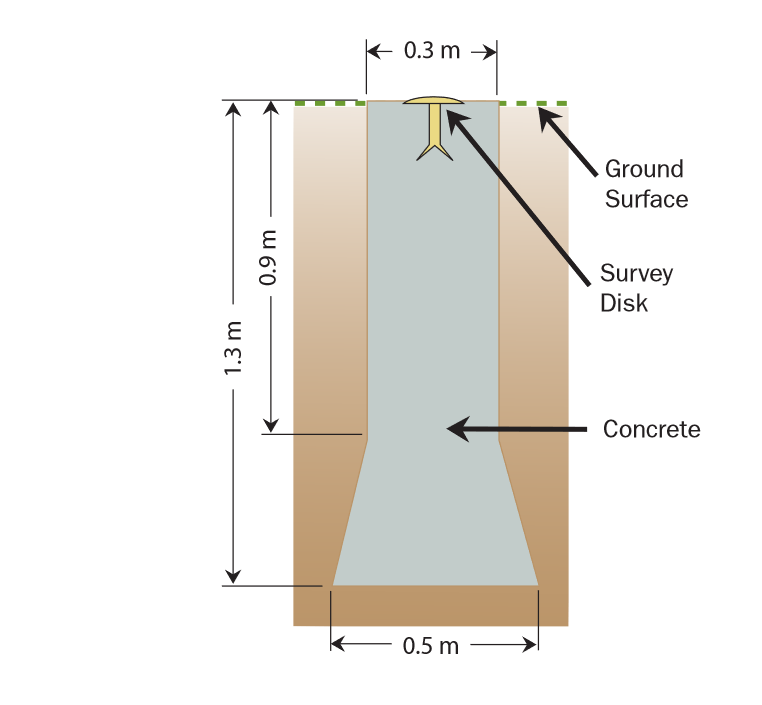 0.3 m
Ground
Surface
0.9 m
Survey
Disk
1.3 m
Concrete
0.5 m